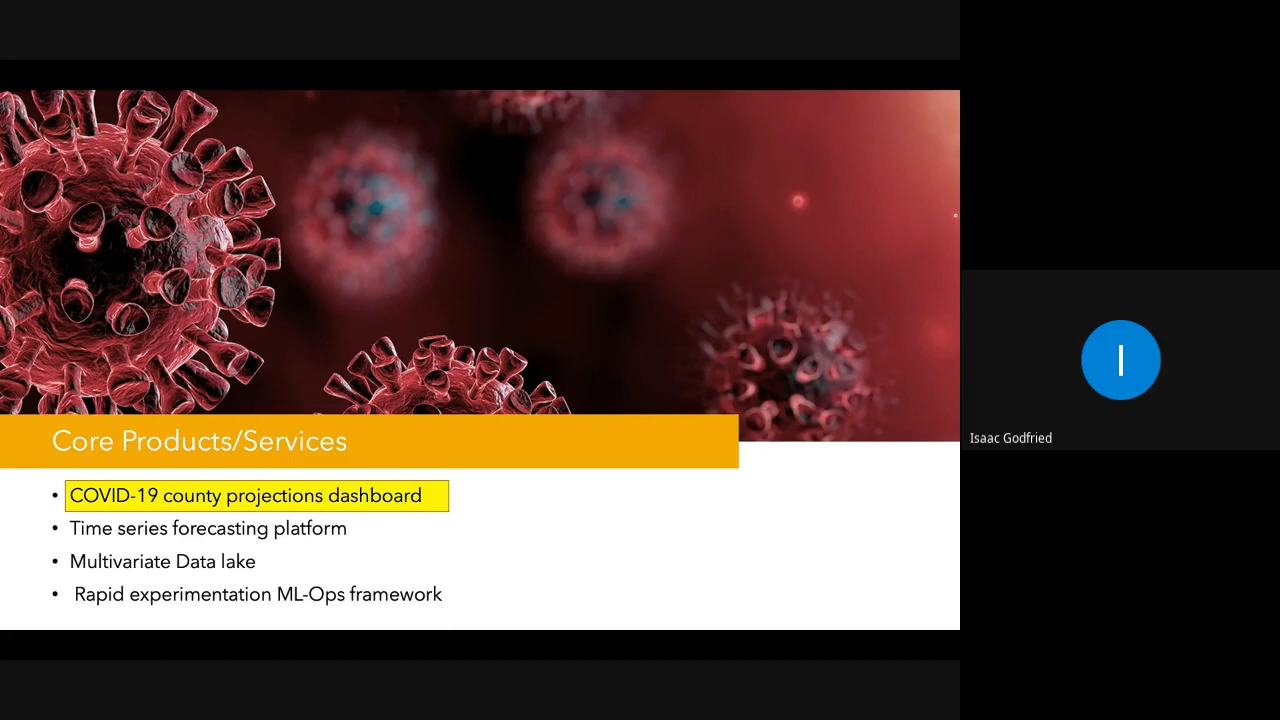 Core Products/Services
• COVID-19 county projections dashboard
• Time series forecasting platform
• Multivariate Data lake
• Rapid experimentation ML-Ops framework
I
Isaac Godfried